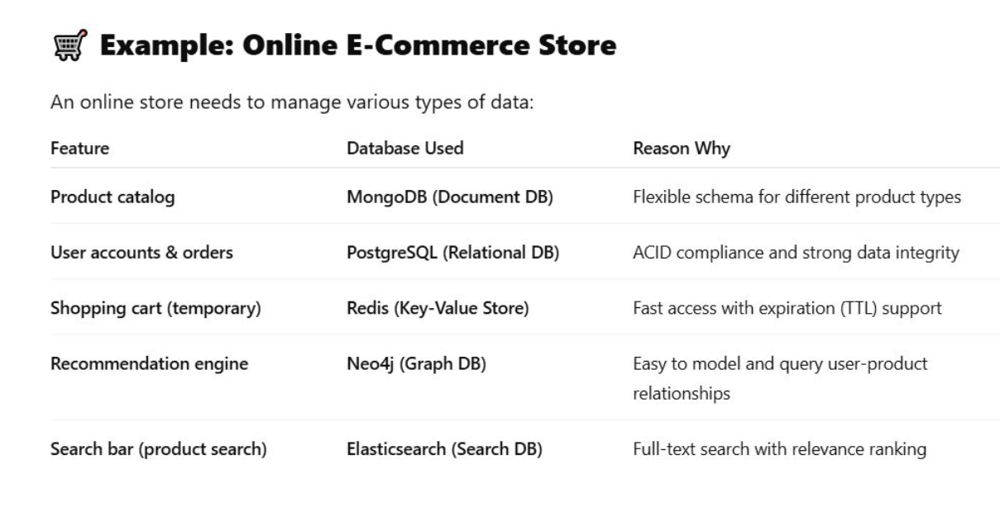 🛒 Example: Online E-Commerce Store
An online store needs to manage various types of data:
Feature Database Used Reason Why
Product catalog MongoDB (Document DB) Flexible schema for different product types
User accounts & orders PostgreSQL (Relational DB) ACID compliance and strong data integrity
Shopping cart (temporary) Redis (Key-Value Store) Fast access with expiration (TTL) support
Recommendation engine Neo4j (Graph DB) Easy to model and query user-product
relationships
Search bar (product search) Elasticsearch (Search DB) Full-text search with relevance ranking